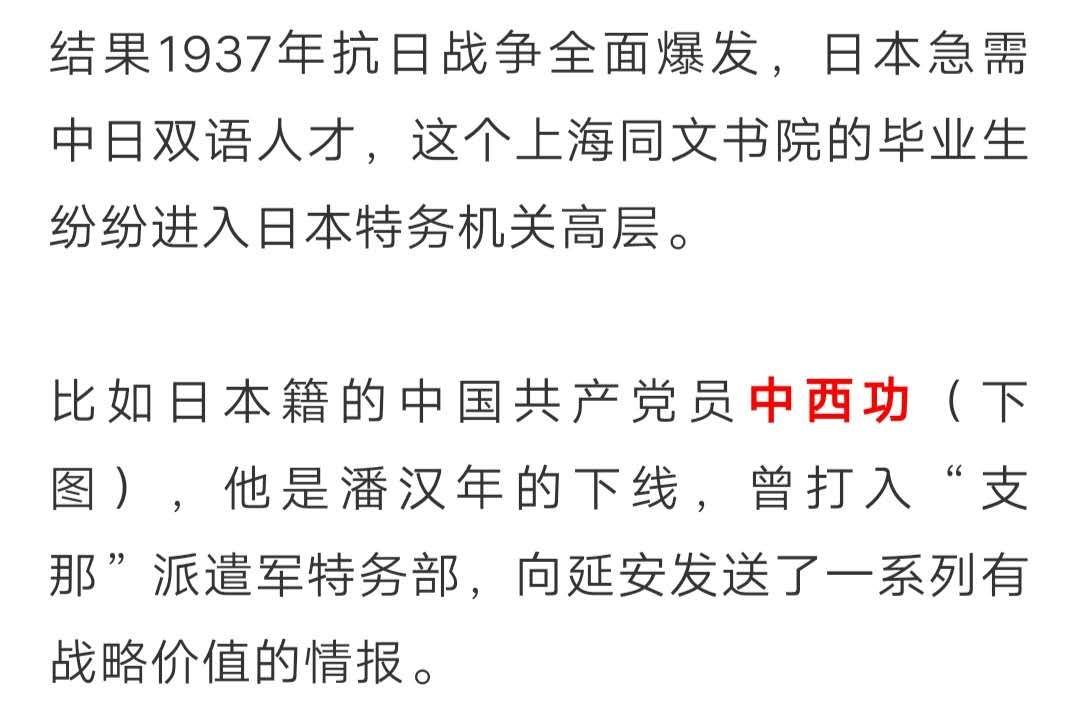 结果1937年抗日战争全面爆发，日本急需
中日双语人才，这个上海同文书院的毕业生
纷纷进入日本特务机关高层。
比如日本籍的中国共产党员中西功（下
图），他是潘汉年的下线，曾打入“支
那”派遣军特务部，向延安发送了一系列有
战略价值的情报。